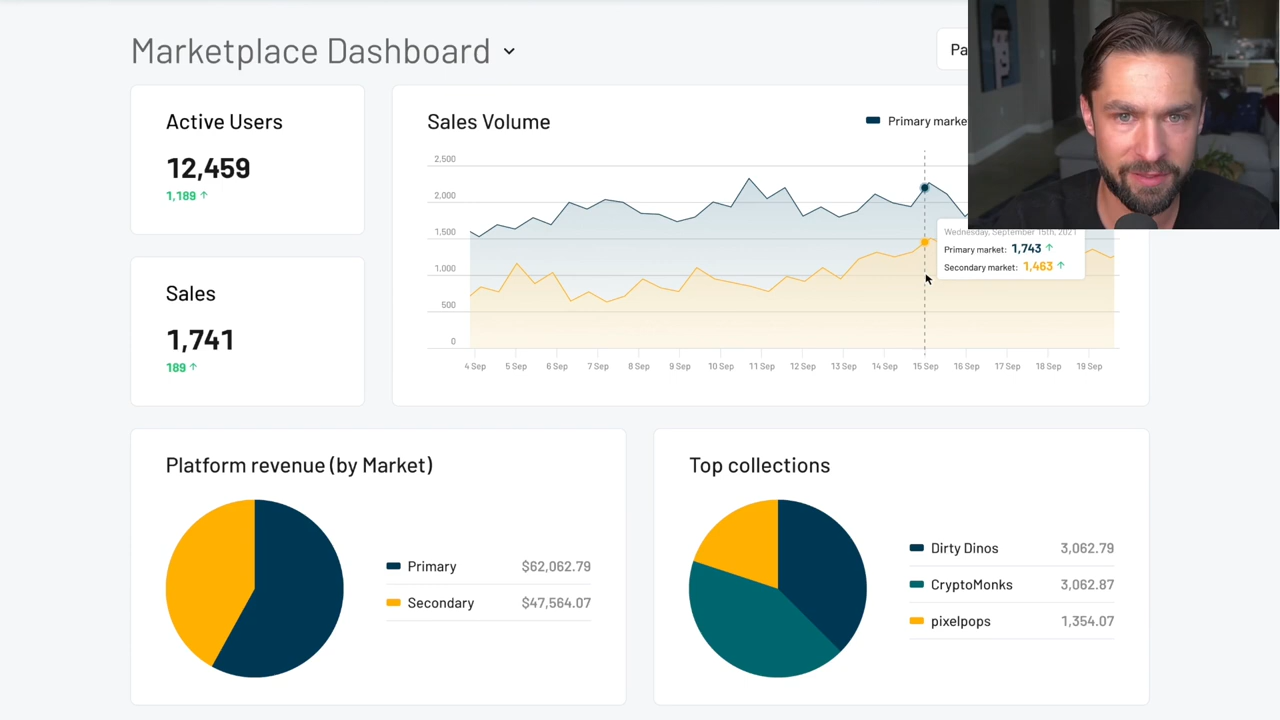 Marketplace Dashboard
Pa
Active Users
12,459
1,189 ↑
Sales
1,741
189 ↑
Sales Volume
Primary marke
2,500
2,000
1,500
1,000
500
0
4 Sep 5 Sep 6 Sep 7 Sep 8 Sep 9 Sep 10 Sep 11 Sep 12 Sep 13 Sep 14 Sep 15 Sep 16 Sep 17 Sep 18 Sep 19 Sep
Wednesday, September 15th, 2021
Primary market: 1,743 ↑
Secondary market: 1,463 ↑
Platform revenue (by Market)
Primary $62,062.79
Secondary $47,564.07
Top collections
Dirty Dinos 3,062.79
CryptoMonks 3,062.87
pixelpops 1,354.07